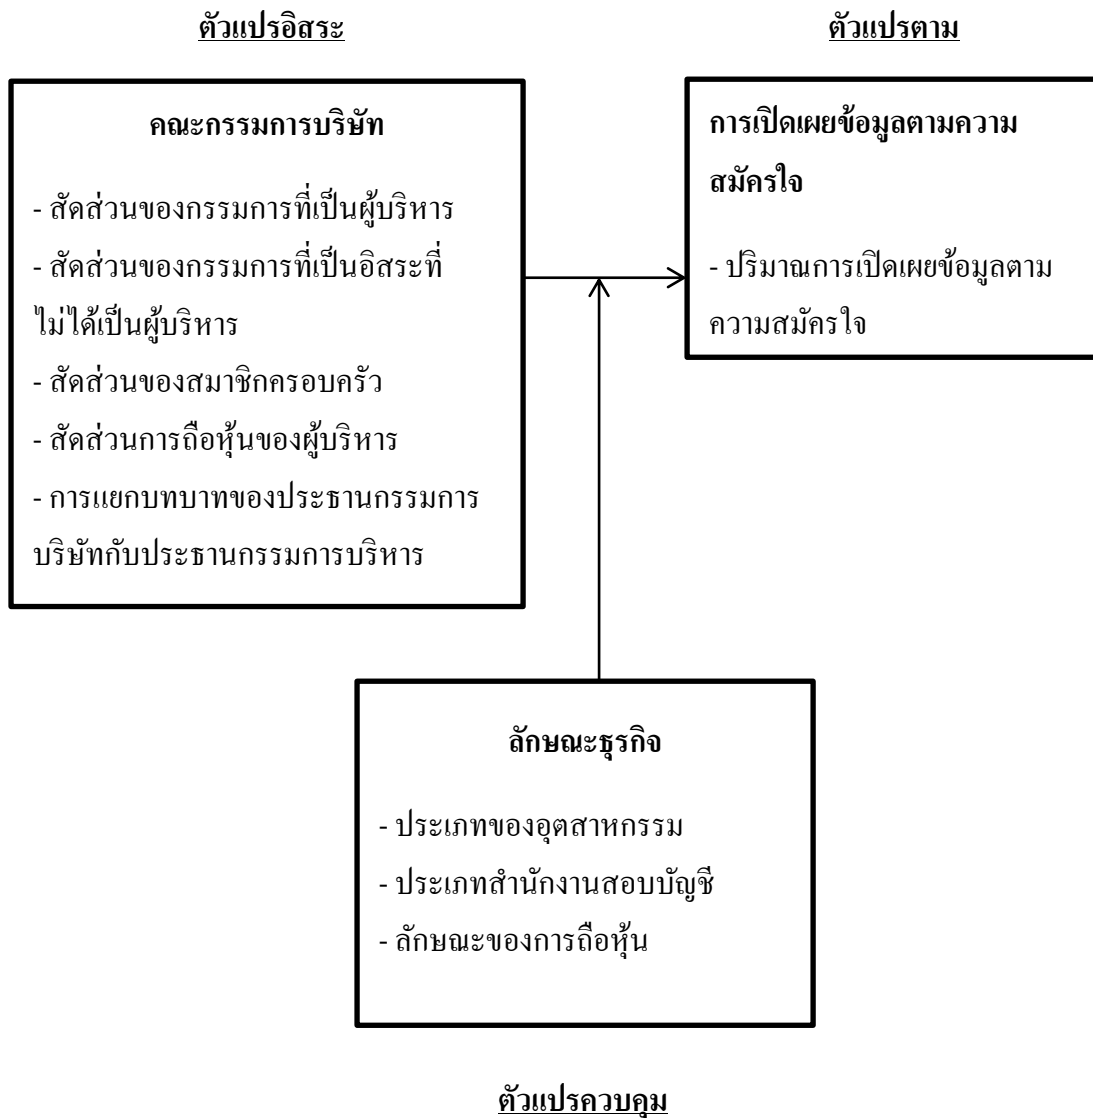 ตัวแปรอิสระ
ตัวแปรตาม
คณะกรรมการบริษัท
- สัดส่วนของกรรมการที่เป็นผู้บริหาร
- สัดส่วนของกรรมการที่เป็นอิสระที่
ไม่ได้เป็นผู้บริหาร
- สัดส่วนของสมาชิกครอบครัว
- สัดส่วนการถือหุ้นของผู้บริหาร
- การแยกบทบาทของประธานกรรมการ
บริษัทกับประธานกรรมการบริหาร
การเปิดเผยข้อมูลตามความ
สมัครใจ
- ปริมาณการเปิดเผยข้อมูลตาม
ความสมัครใจ
ลักษณะธุรกิจ
- ประเภทของอุตสาหกรรม
- ประเภทสำนักงานสอบบัญชี
- ลักษณะของการถือหุ้น
ตัวแปรควบคุม